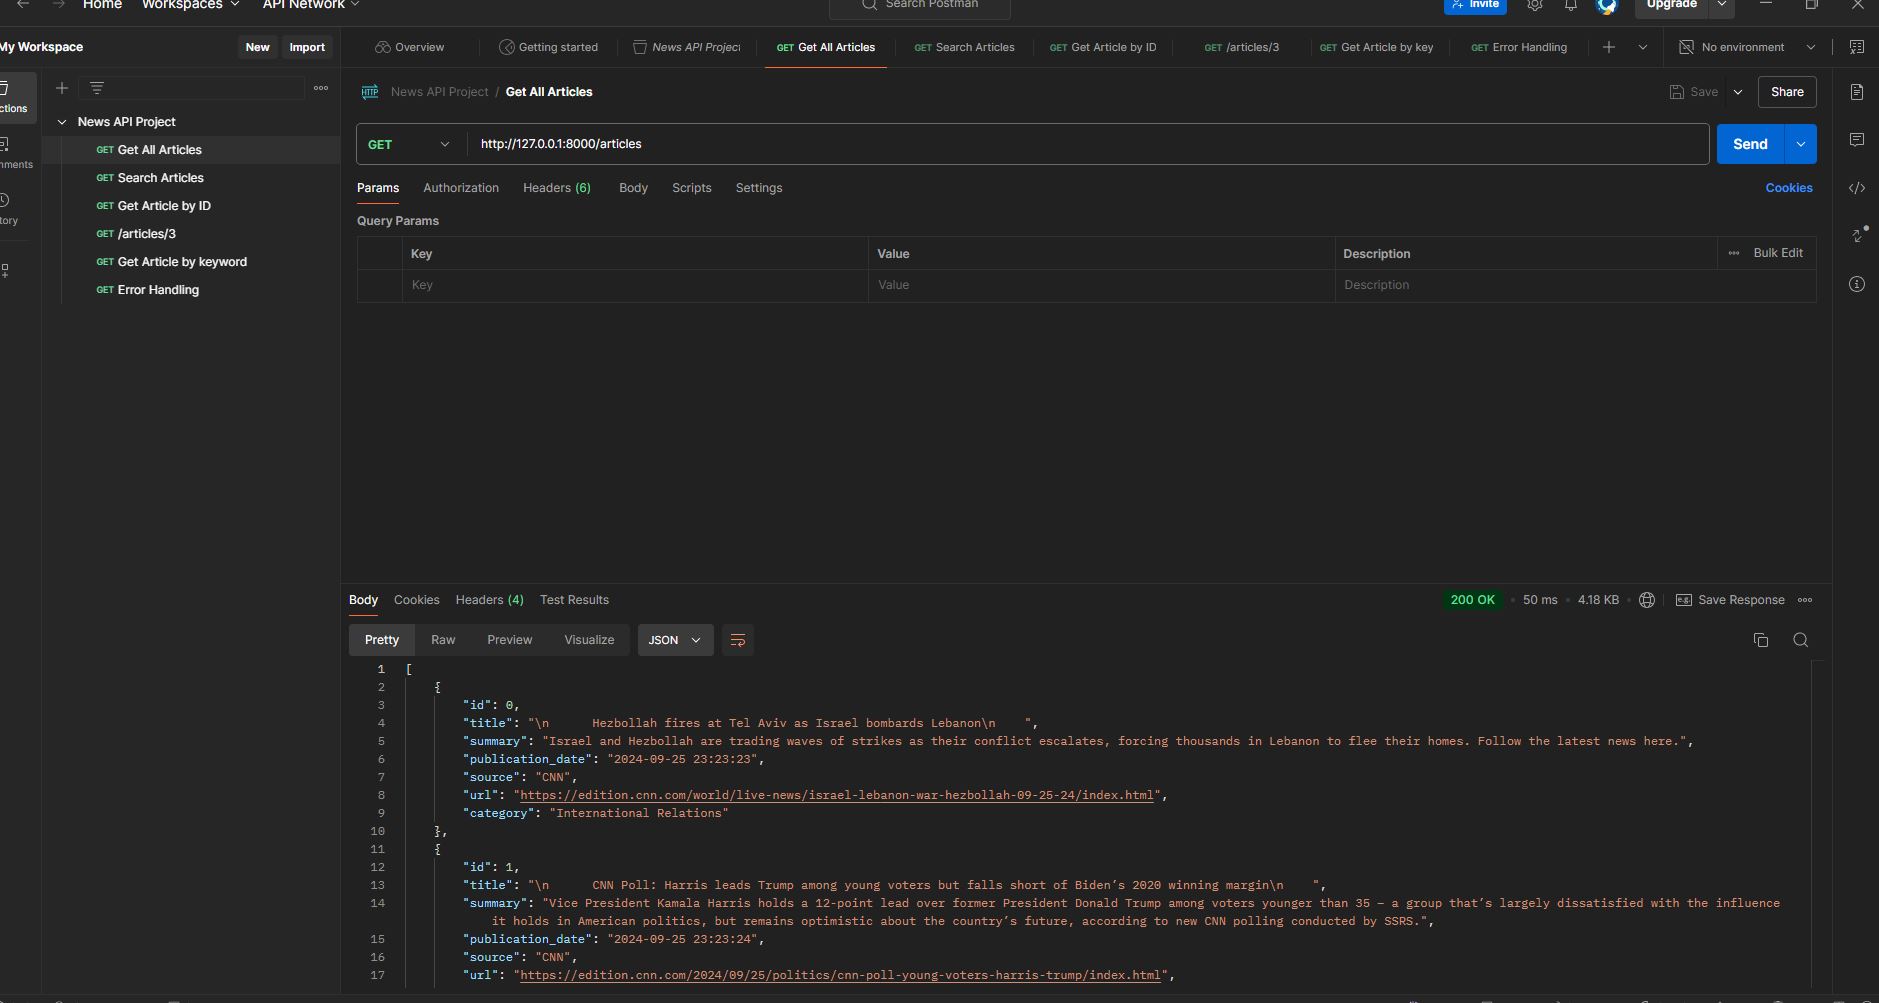 Home Workspaces API Network Search Postman Invite Upgrade
My Workspace New Import Overview Getting started News API Project GET Get All Articles GET Search Articles GET Get Article by ID GET /articles/3 GET Get Article by key GET Error Handling No environment
ctions
nments
tory
News API Project
GET Get All Articles
GET Search Articles
GET Get Article by ID
GET /articles/3
GET Get Article by keyword
GET Error Handling
HTTP News API Project / Get All Articles Save Share
GET http://127.0.0.1:8000/articles Send
Params Authorization Headers (6) Body Scripts Settings Cookies
Query Params
Key Value Description Bulk Edit
Key Value Description
Body Cookies Headers (4) Test Results 200 OK 50 ms 4.18 KB e.g. Save Response
Pretty Raw Preview Visualize JSON
1 [
2 {
3 "id": 0,
4 "title": "\n      Hezbollah fires at Tel Aviv as Israel bombards Lebanon\n    ",
5 "summary": "Israel and Hezbollah are trading waves of strikes as their conflict escalates, forcing thousands in Lebanon to flee their homes. Follow the latest news here.",
6 "publication_date": "2024-09-25 23:23:23",
7 "source": "CNN",
8 "url": "https://edition.cnn.com/world/live-news/israel-lebanon-war-hezbollah-09-25-24/index.html",
9 "category": "International Relations"
10 },
11 {
12 "id": 1,
13 "title": "\n      CNN Poll: Harris leads Trump among young voters but falls short of Biden’s 2020 winning margin\n    ",
14 "summary": "Vice President Kamala Harris holds a 12-point lead over former President Donald Trump among voters younger than 35 – a group that’s largely dissatisfied with the influence
it holds in American politics, but remains optimistic about the country’s future, according to new CNN polling conducted by SSRS.",
15 "publication_date": "2024-09-25 23:23:24",
16 "source": "CNN",
17 "url": "https://edition.cnn.com/2024/09/25/politics/cnn-poll-young-voters-harris-trump/index.html",